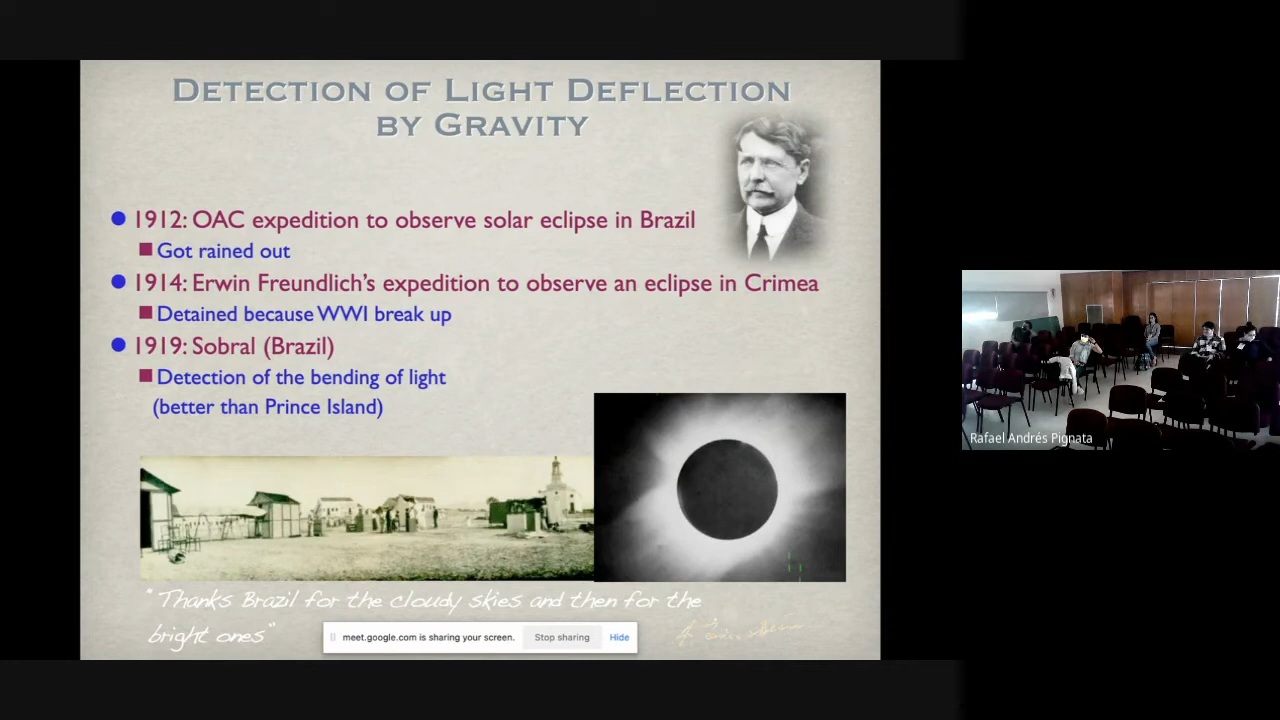 DETECTION OF LIGHT DEFLECTION
BY GRAVITY
1912: OAC expedition to observe solar eclipse in Brazil
Got rained out
1914: Erwin Freundlich's expedition to observe an eclipse in Crimea
Detained because WWI break up
1919: Sobral (Brazil)
Detection of the bending of light
(better than Prince Island)
"Thanks Brazil for the cloudy skies and then for the
bright ones"
meet.google.com is sharing your screen. Stop sharing Hide
Rafael Andrés Pignata